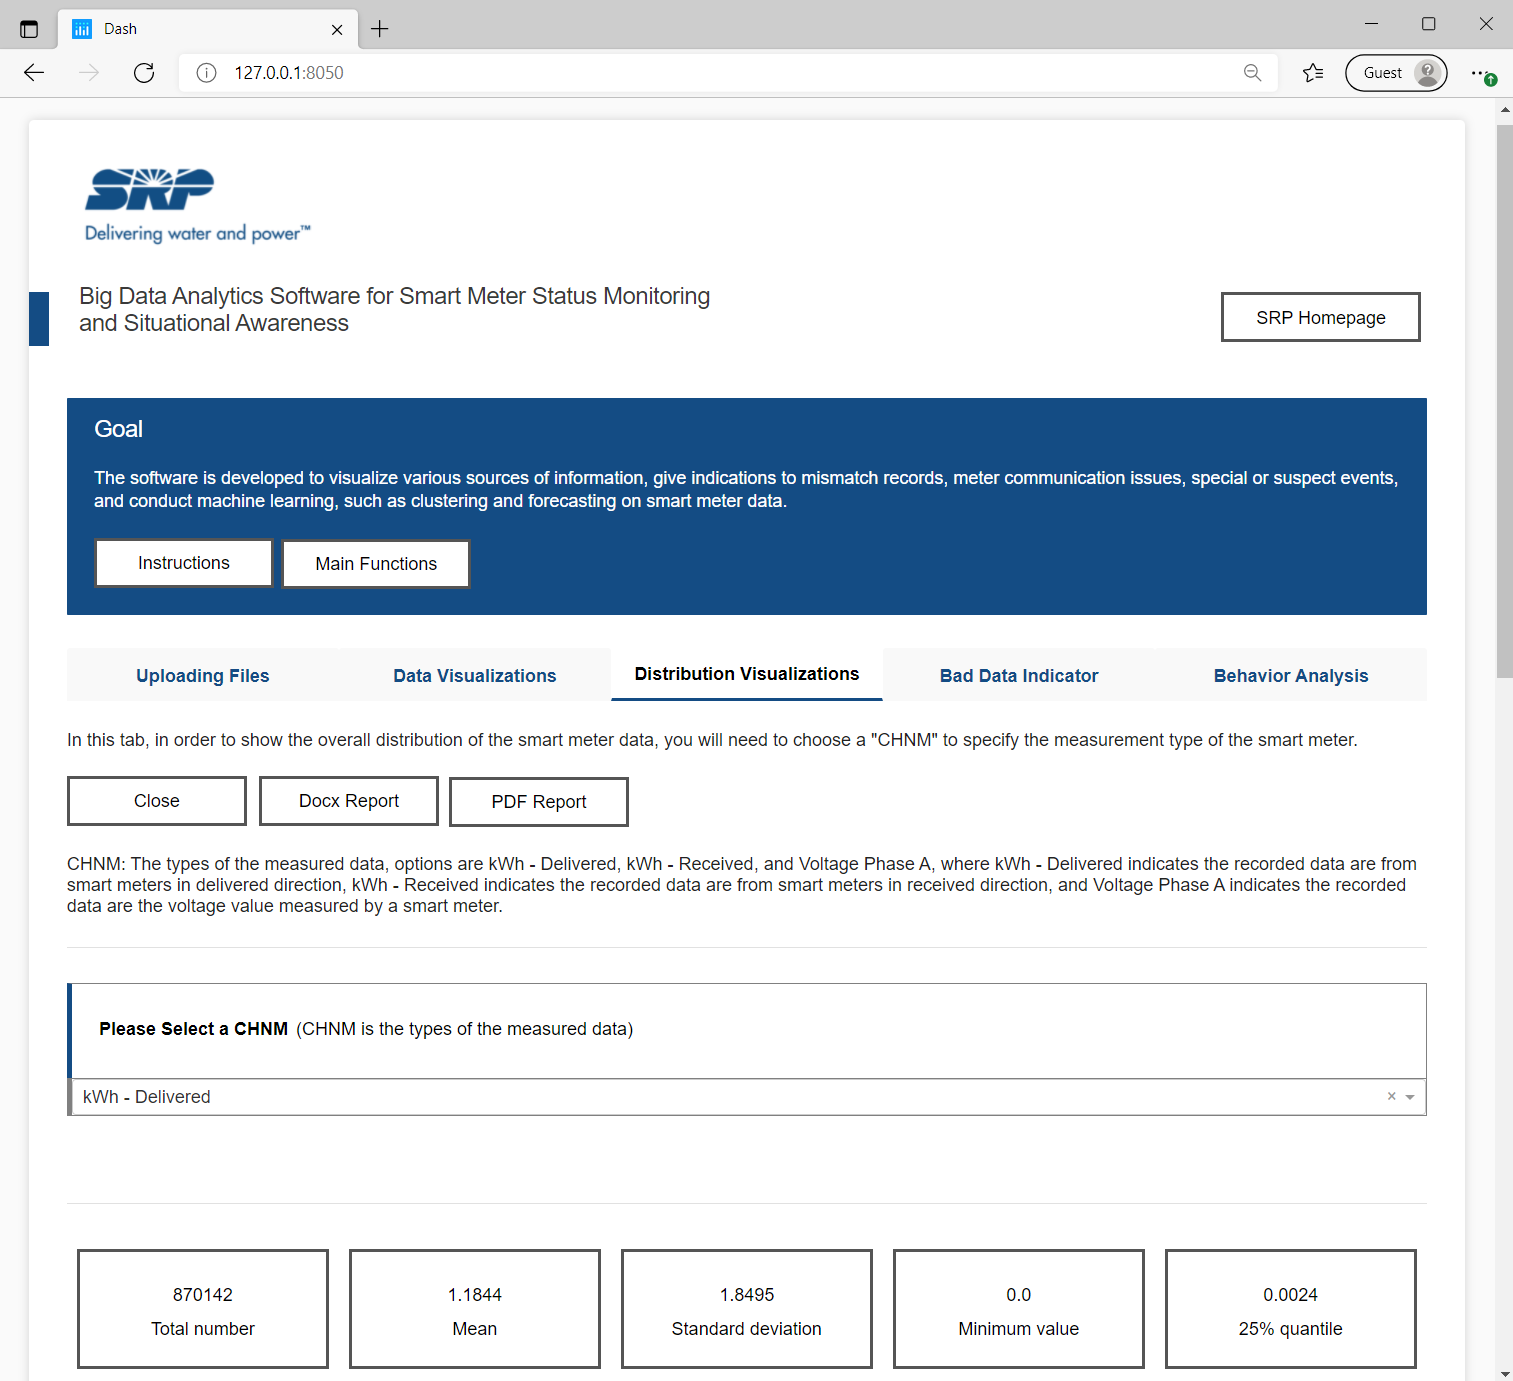 Dash
127.0.0.1:8050
Guest
SRP
Delivering water and power™
Big Data Analytics Software for Smart Meter Status Monitoring
and Situational Awareness
SRP Homepage
Goal
The software is developed to visualize various sources of information, give indications to mismatch records, meter communication issues, special or suspect events,
and conduct machine learning, such as clustering and forecasting on smart meter data.
Instructions
Main Functions
Uploading Files
Data Visualizations
Distribution Visualizations
Bad Data Indicator
Behavior Analysis
In this tab, in order to show the overall distribution of the smart meter data, you will need to choose a "CHNM" to specify the measurement type of the smart meter.
Close
Docx Report
PDF Report
CHNM: The types of the measured data, options are kWh - Delivered, kWh - Received, and Voltage Phase A, where kWh - Delivered indicates the recorded data are from
smart meters in delivered direction, kWh - Received indicates the recorded data are from smart meters in received direction, and Voltage Phase A indicates the recorded
data are the voltage value measured by a smart meter.
Please Select a CHNM (CHNM is the types of the measured data)
kWh - Delivered
870142
Total number
1.1844
Mean
1.8495
Standard deviation
0.0
Minimum value
0.0024
25% quantile